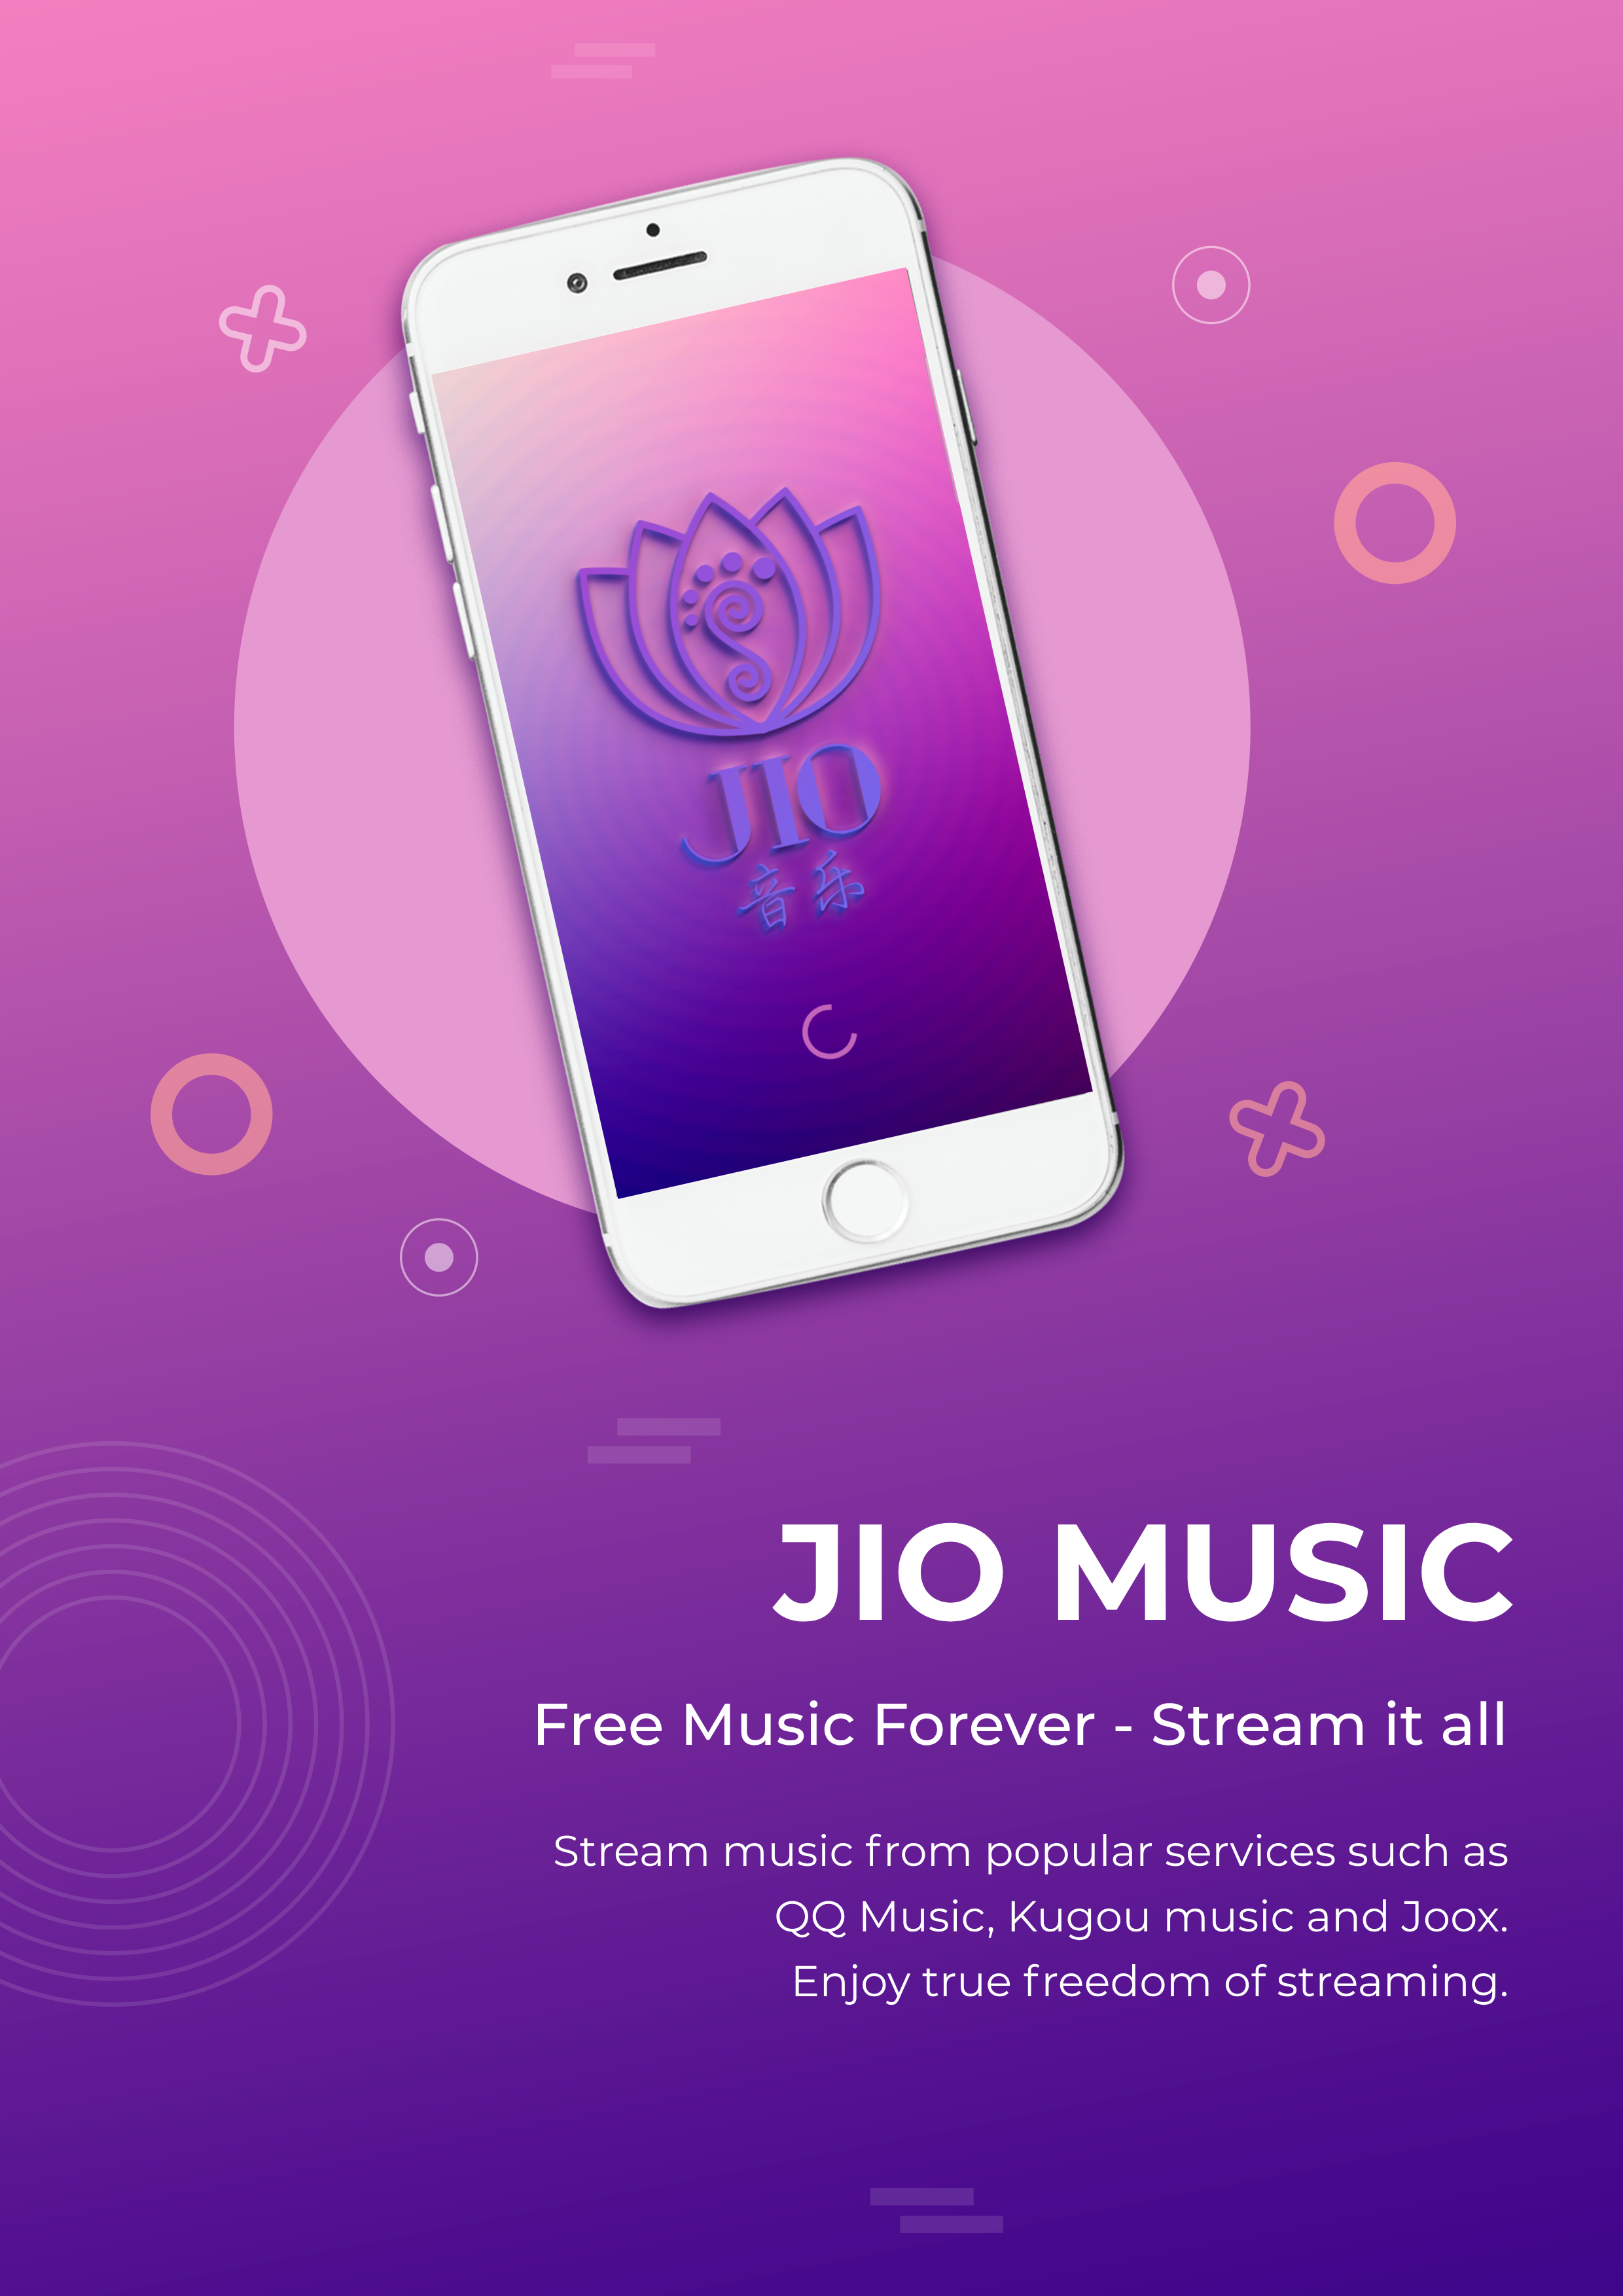 JIO
音乐
JIO MUSIC
Free Music Forever - Stream it all
Stream music from popular services such as
QQ Music, Kugou music and Joox.
Enjoy true freedom of streaming.